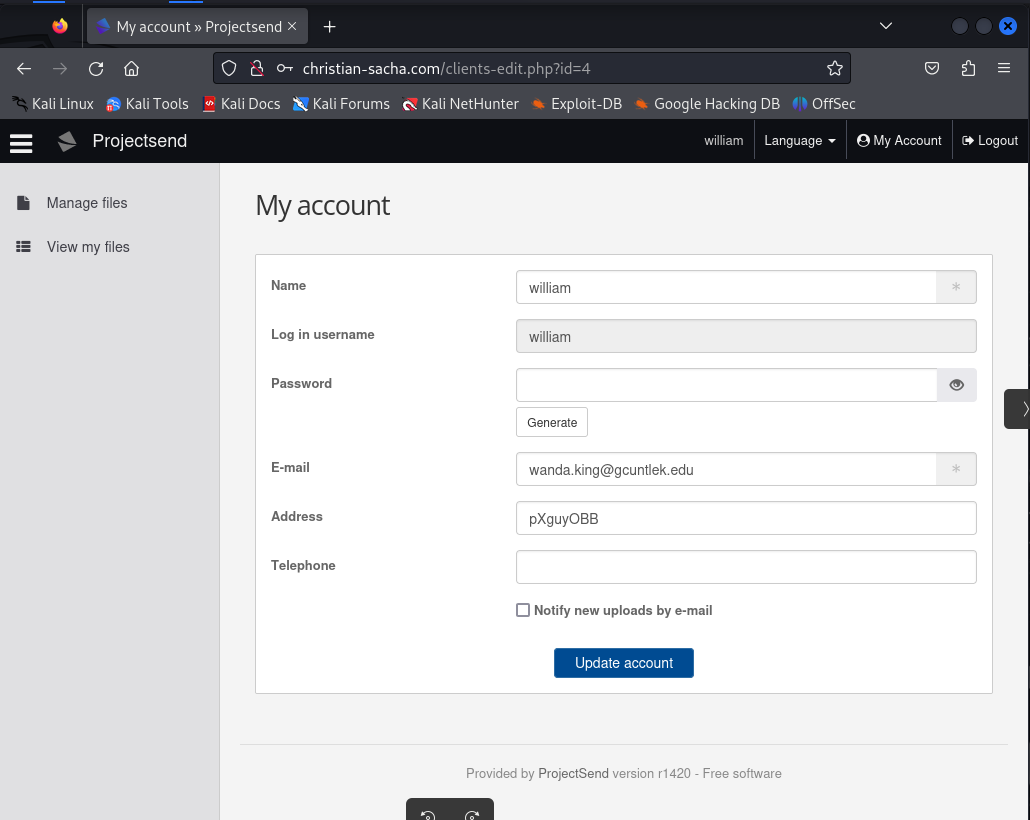 My account » Projectsend
christian-sacha.com/clients-edit.php?id=4
Kali Linux Kali Tools Kali Docs Kali Forums Kali NetHunter Exploit-DB Google Hacking DB OffSec
Projectsend william Language My Account Logout
Manage files
View my files
My account
Name william *
Log in username william
Password
Generate
E-mail wanda.king@gcuntlek.edu *
Address pXguyOBB
Telephone
Notify new uploads by e-mail
Update account
Provided by ProjectSend version r1420 - Free software